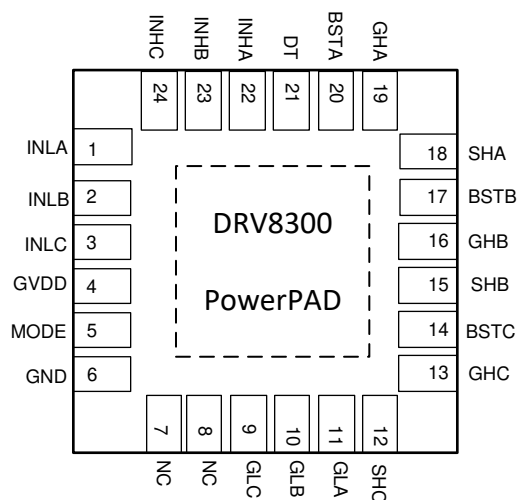 INHC
INHB
INHA
DT
BSTA
GHA
24
23
22
21
20
19
INLA 1
INLB 2
INLC 3
GVDD 4
MODE 5
GND 6
DRV8300
PowerPAD
18 SHA
17 BSTB
16 GHB
15 SHB
14 BSTC
13 GHC
7
8
9
10
11
12
NC
NC
GLC
GLB
GLA
SHC